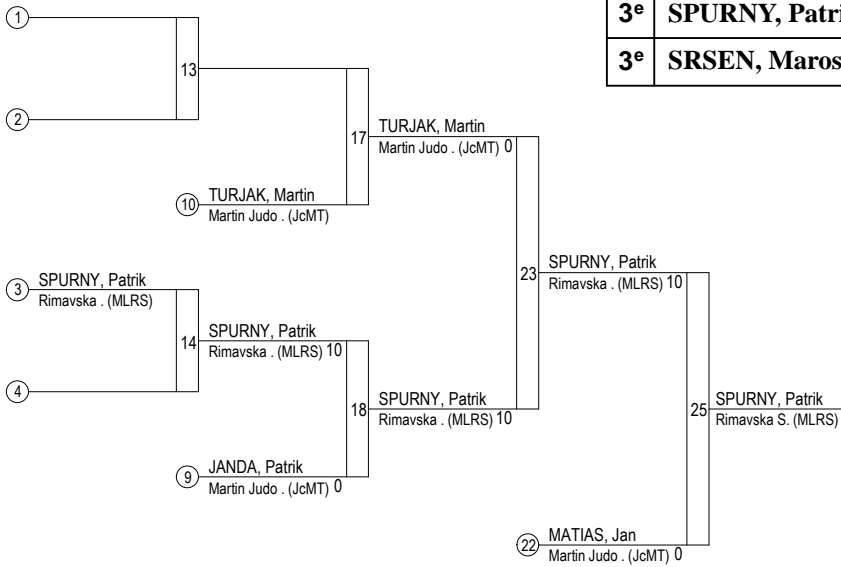 1
3e SPURNY, Patri
13
3e SRSEN, Maros
2
17
TURJAK, Martin
Martin Judo . (JcMT) 0
10
TURJAK, Martin
Martin Judo . (JcMT)
3
SPURNY, Patrik
Rimavska . (MLRS)
23
SPURNY, Patrik
Rimavska . (MLRS) 10
14
SPURNY, Patrik
Rimavska . (MLRS) 10
4
18
SPURNY, Patrik
Rimavska . (MLRS) 10
25
SPURNY, Patrik
Rimavska S. (MLRS)
9
JANDA, Patrik
Martin Judo . (JcMT) 0
22
MATIAS, Jan
Martin Judo . (JcMT) 0